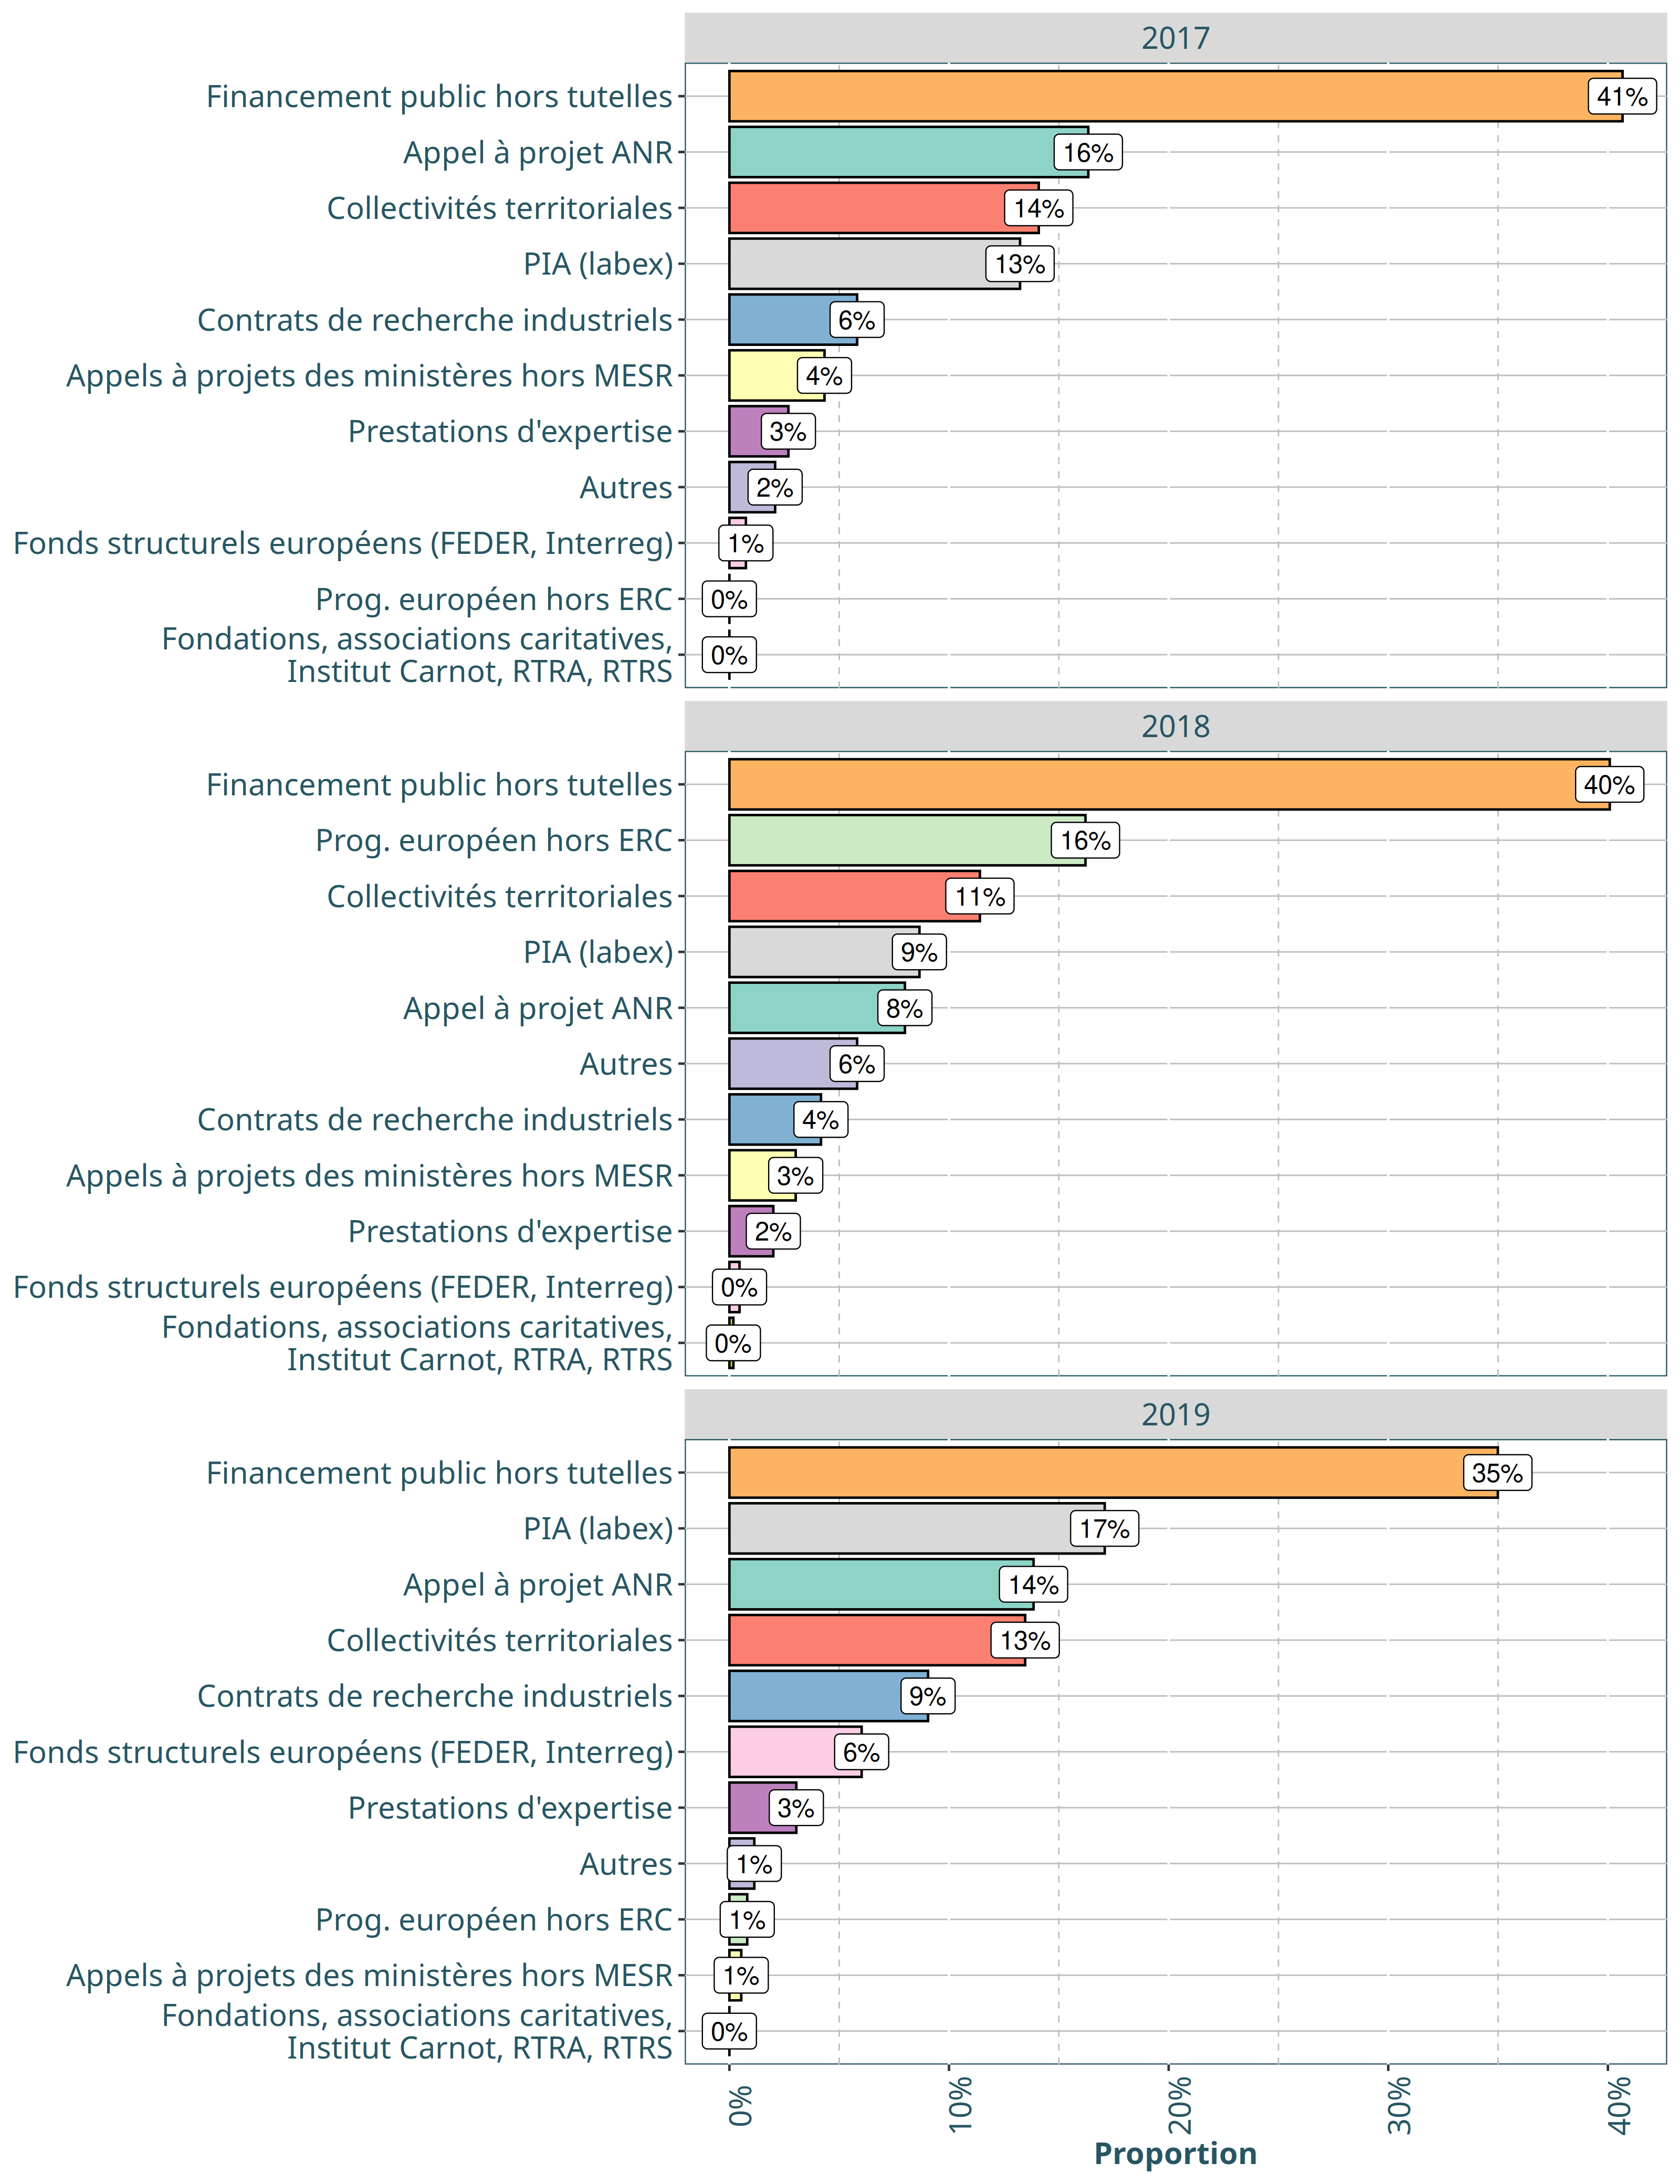 2017
Financement public hors tutelles
41%
Appel à projet ANR
16%
Collectivités territoriales
14%
PIA (labex)
13%
Contrats de recherche industriels
6%
Appels à projets des ministères hors MESR
4%
Prestations d'expertise
3%
Autres
2%
Fonds structurels européens (FEDER, Interreg)
1%
Prog. européen hors ERC
0%
Fondations, associations caritatives,
Institut Carnot, RTRA, RTRS
0%
2018
Financement public hors tutelles
40%
Prog. européen hors ERC
16%
Collectivités territoriales
11%
PIA (labex)
9%
Appel à projet ANR
8%
Autres
6%
Contrats de recherche industriels
4%
Appels à projets des ministères hors MESR
3%
Prestations d'expertise
2%
Fonds structurels européens (FEDER, Interreg)
0%
Fondations, associations caritatives,
Institut Carnot, RTRA, RTRS
0%
2019
Financement public hors tutelles
35%
PIA (labex)
17%
Appel à projet ANR
14%
Collectivités territoriales
13%
Contrats de recherche industriels
9%
Fonds structurels européens (FEDER, Interreg)
6%
Prestations d'expertise
3%
Autres
1%
Prog. européen hors ERC
1%
Appels à projets des ministères hors MESR
1%
Fondations, associations caritatives,
Institut Carnot, RTRA, RTRS
0%
0%
10%
20%
30%
40%
Proportion